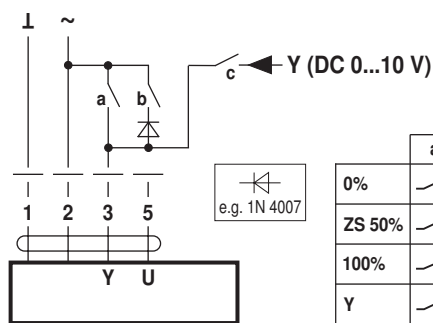 ⊥ ~
a b c Y (DC 0...10 V)
a
0%
ZS 50%
100%
Y
e.g. 1N 4007
1 2 3 5
Y U